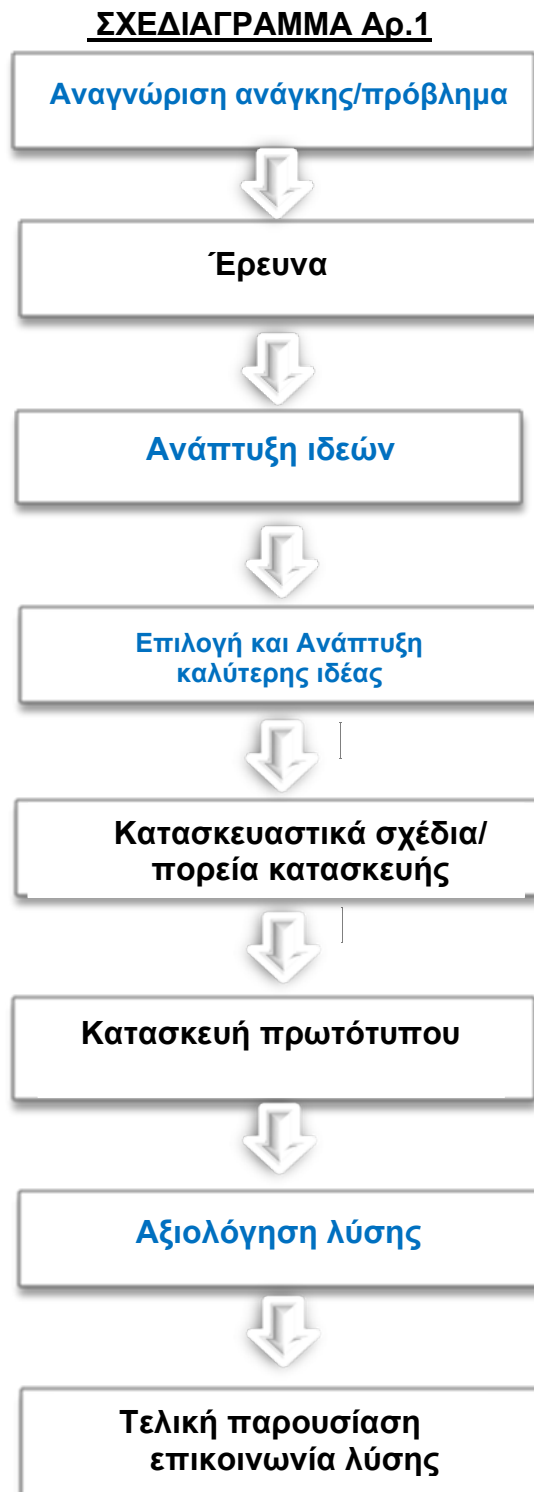 ΣΧΕΔΙΑΓΡΑΜΜΑ Αρ.1
Αναγνώριση ανάγκης/πρόβλημα
Έρευνα
Ανάπτυξη ιδεών
Επιλογή και Ανάπτυξη
καλύτερης ιδέας
Κατασκευαστικά σχέδια/
πορεία κατασκευής
Κατασκευή πρωτότυπου
Αξιολόγηση λύσης
Τελική παρουσίαση
επικοινωνία λύσης